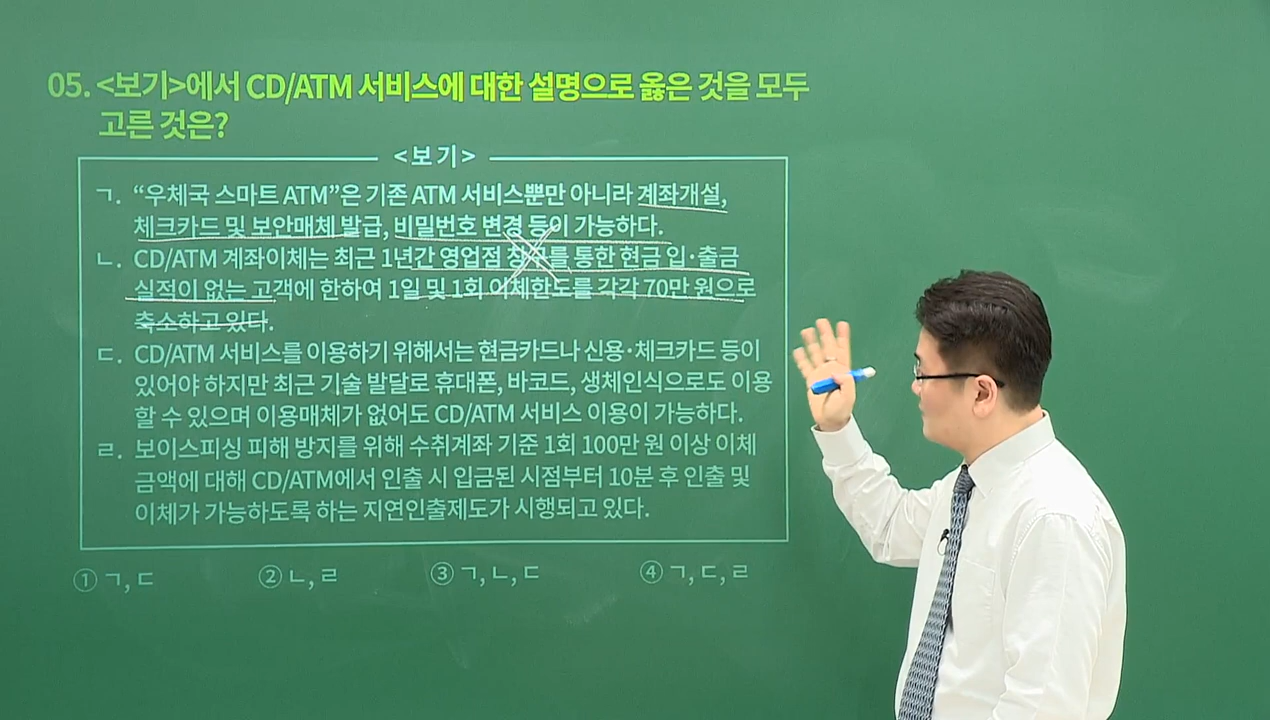 05. <보기>에서 CD/ATM 서비스에 대한 설명으로 옳은 것을 모두
고른 것은?
<보기>
ㄱ. “우체국 스마트 ATM”은 기존 ATM 서비스뿐만 아니라 계좌개설,
체크카드 및 보안매체 발급, 비밀번호 변경 등이 가능하다.
ㄴ. CD/ATM 계좌이체는 최근 1년간 영업점 창구를 통한 현금 입·출금
실적이 없는 고객에 한하여 1일 및 1회 이체한도를 각각 70만 원으로
축소하고 있다.
ㄷ. CD/ATM 서비스를 이용하기 위해서는 현금카드나 신용·체크카드 등이
있어야 하지만 최근 기술 발달로 휴대폰, 바코드, 생체인식으로도 이용
할 수 있으며 이용매체가 없어도 CD/ATM 서비스 이용이 가능하다.
ㄹ. 보이스피싱 피해 방지를 위해 수취계좌 기준 1회 100만 원 이상 이체
금액에 대해 CD/ATM에서 인출 시 입금된 시점부터 10분 후 인출 및
이체가 가능하도록 하는 지연인출제도가 시행되고 있다.
① ㄱ, ㄷ ② ㄴ, ㄹ ③ ㄱ, ㄴ, ㄷ ④ ㄱ, ㄷ, ㄹ